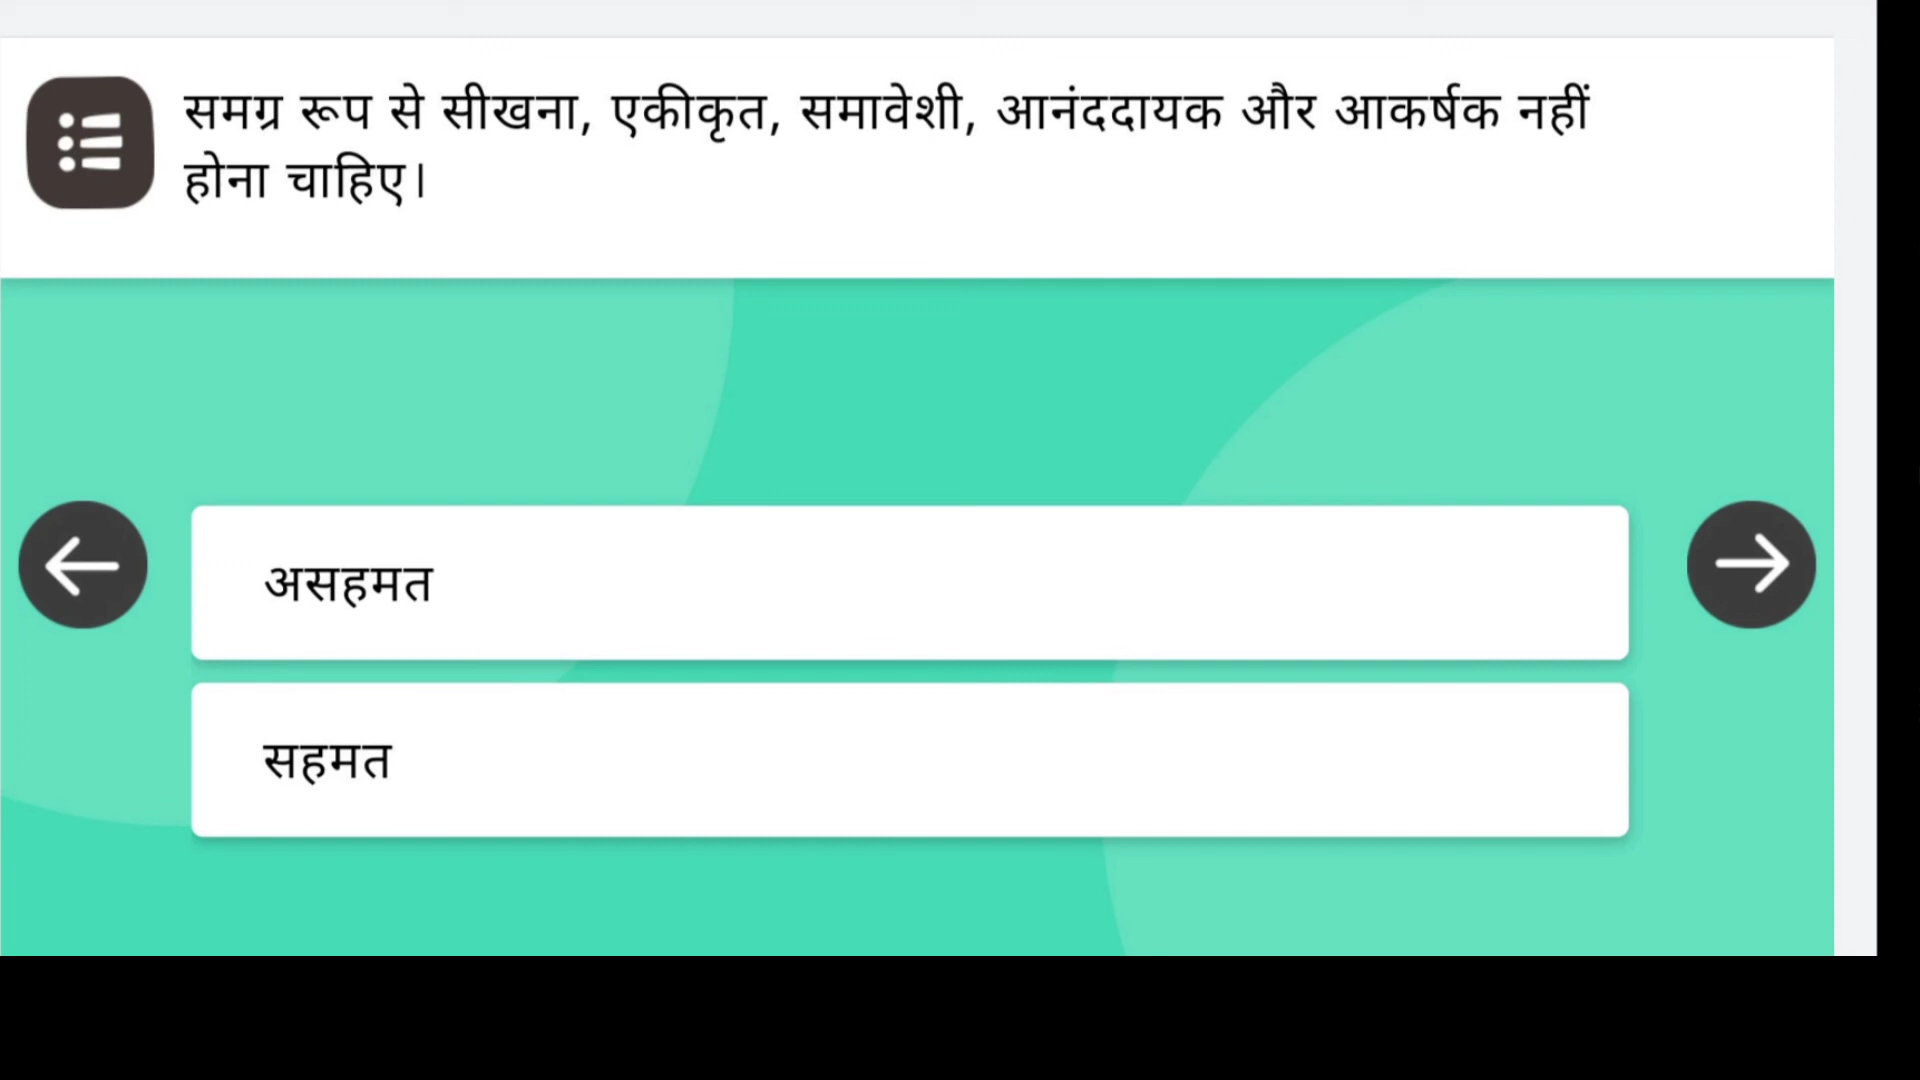 समग्र रूप से सीखना, एकीकृत, समावेशी, आनंददायक और आकर्षक नहीं
होना चाहिए।
असहमत
सहमत